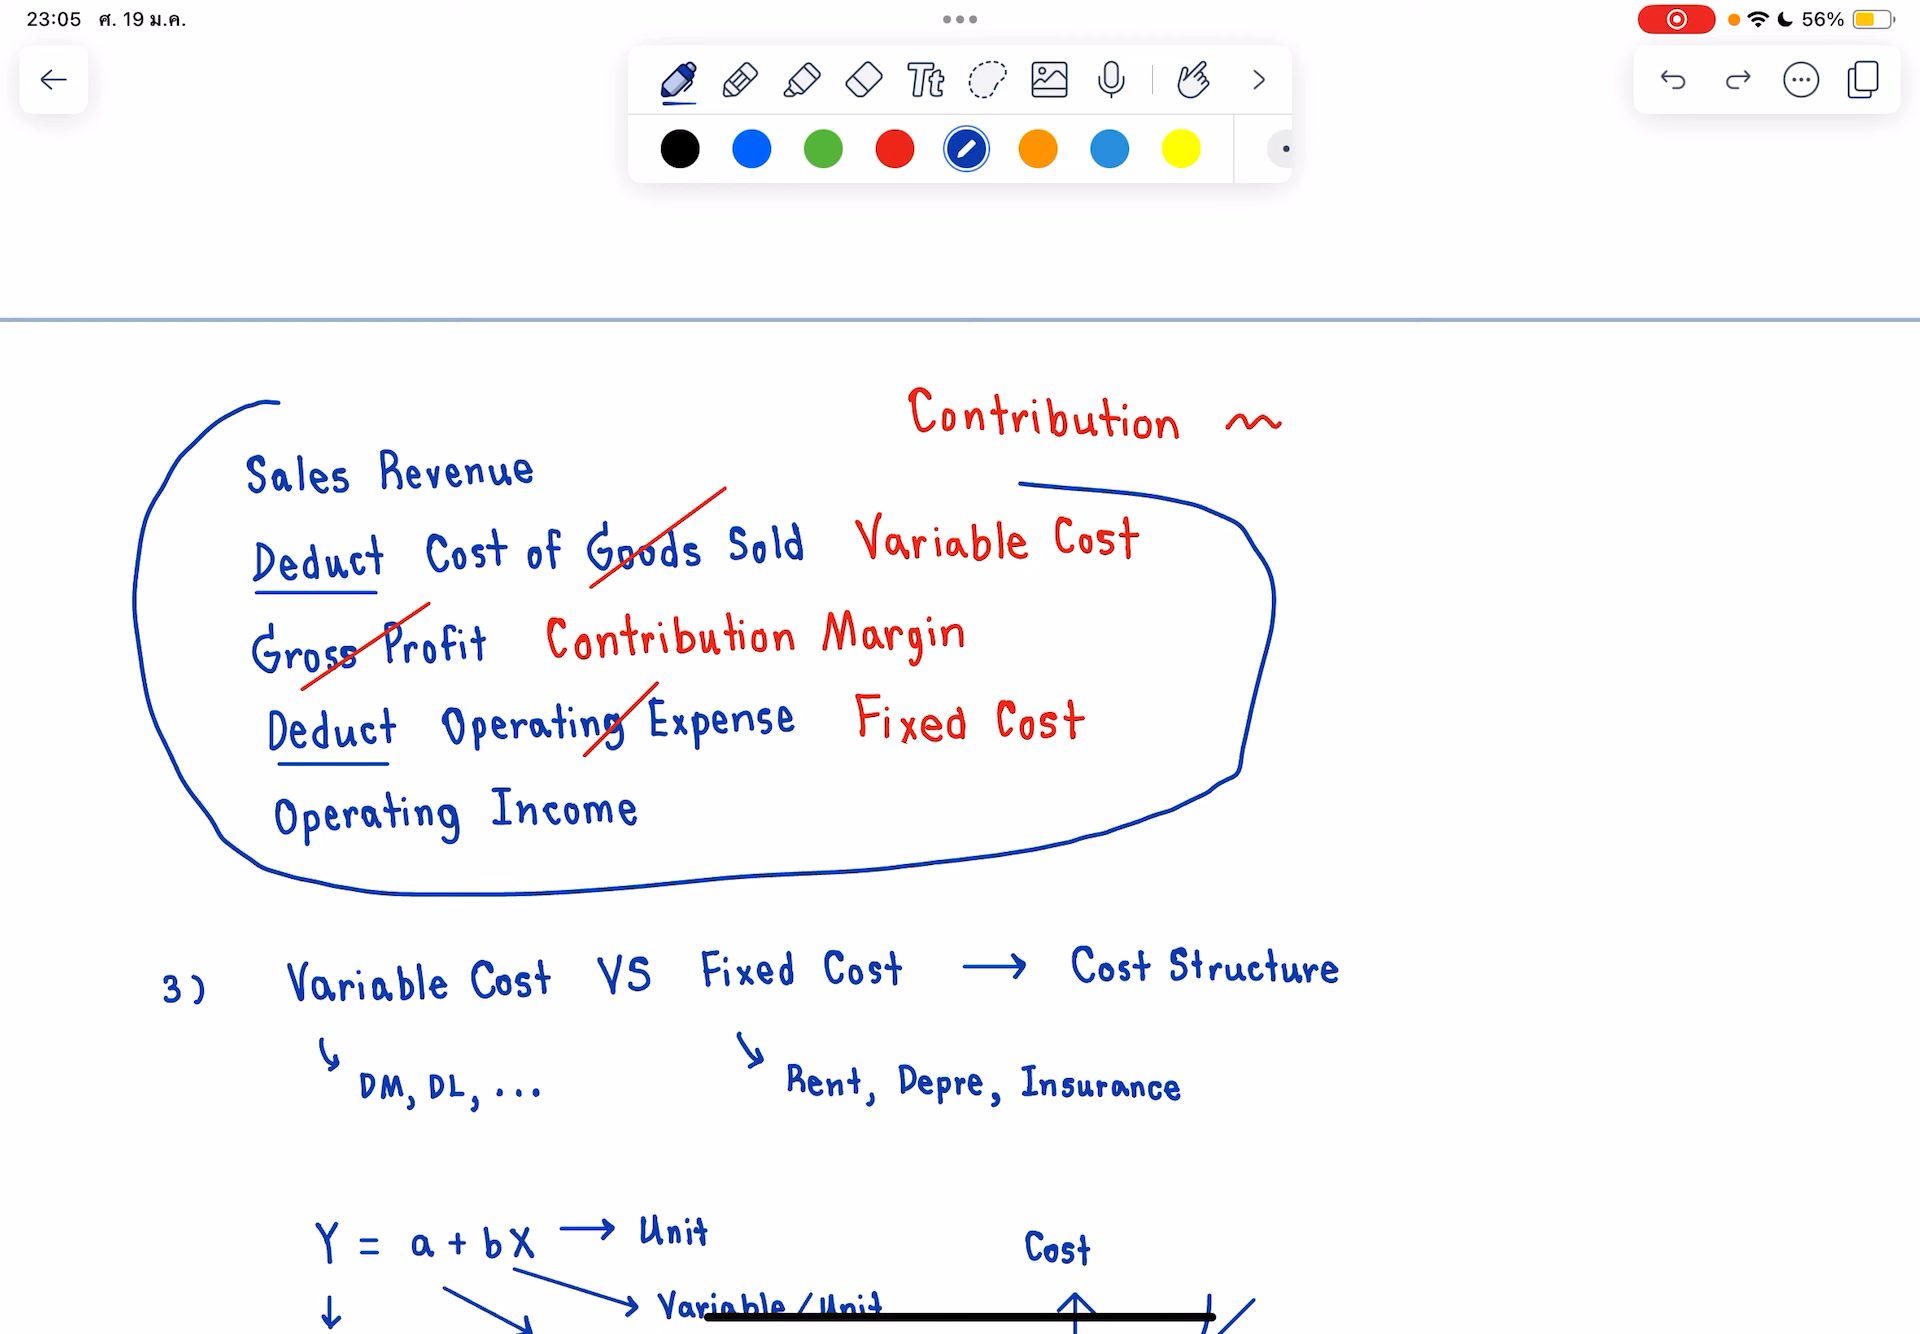 23:05 ศ. 19 ม.ค.
56%
Tt
Contribution
Sales Revenue
Deduct Cost of Goods Sold Variable Cost
Gross Profit Contribution Margin
Deduct Operating Expense Fixed Cost
Operating Income
3) Variable Cost VS Fixed Cost → Cost Structure
DM, DL, ...
Rent, Depre, Insurance
Y = a + bX → Unit
Cost
Variable / Unit